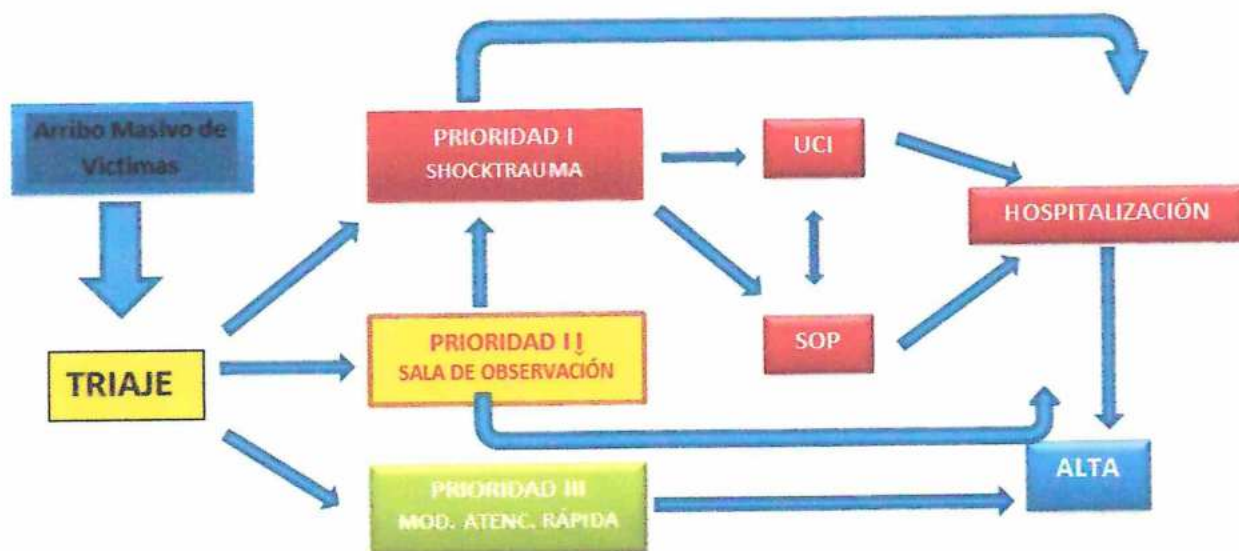 Arribo Masivo de
Victimas
PRIORIDAD I
SHOCKTRAUMA
UCI
HOSPITALIZACIÓN
TRIAJE
PRIORIDAD II
SALA DE OBSERVACIÓN
SOP
PRIORIDAD III
MOD. ATENC. RÁPIDA
ALTA